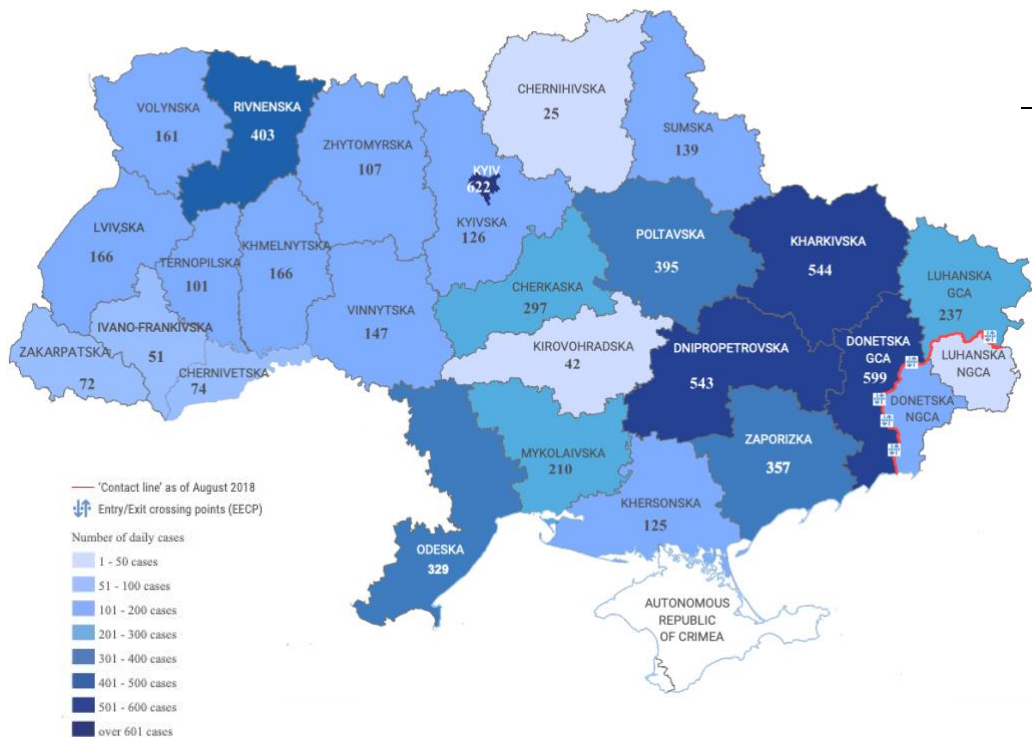 CHERNIHIVSKA
25
VOLYNSKA
161
RIVNENSKA
403
SUMSKA
139
ZHYTOMYRSKA
107
KYIV
622
KYIVSKA
126
LVIVSKA
166
TERNOPILSKA
101
KHMELNYTSKA
166
POLTAVSKA
395
KHARKIVSKA
544
LUHANSKA
GCA
237
CHERKASKA
297
VINNYTSKA
147
IVANO-FRANKIVSKA
51
ZAKARPATSKA
72
CHERNIVETSKA
74
KIROVOHRADSKA
42
DNIPROPETROVSKA
543
DONETSKA
GCA
599
LUHANSKA
NGCA
DONETSKA
NGCA
MYKOLAIVSKA
210
ZAPORIZKA
357
KHERSONSKA
125
ODESKA
329
AUTONOMOUS
REPUBLIC
OF CRIMEA
'Contact line' as of August 2018
Entry/Exit crossing points (EECP)
Number of daily cases
1 - 50 cases
51 - 100 cases
101 - 200 cases
201 - 300 cases
301 - 400 cases
401 - 500 cases
501 - 600 cases
over 601 cases